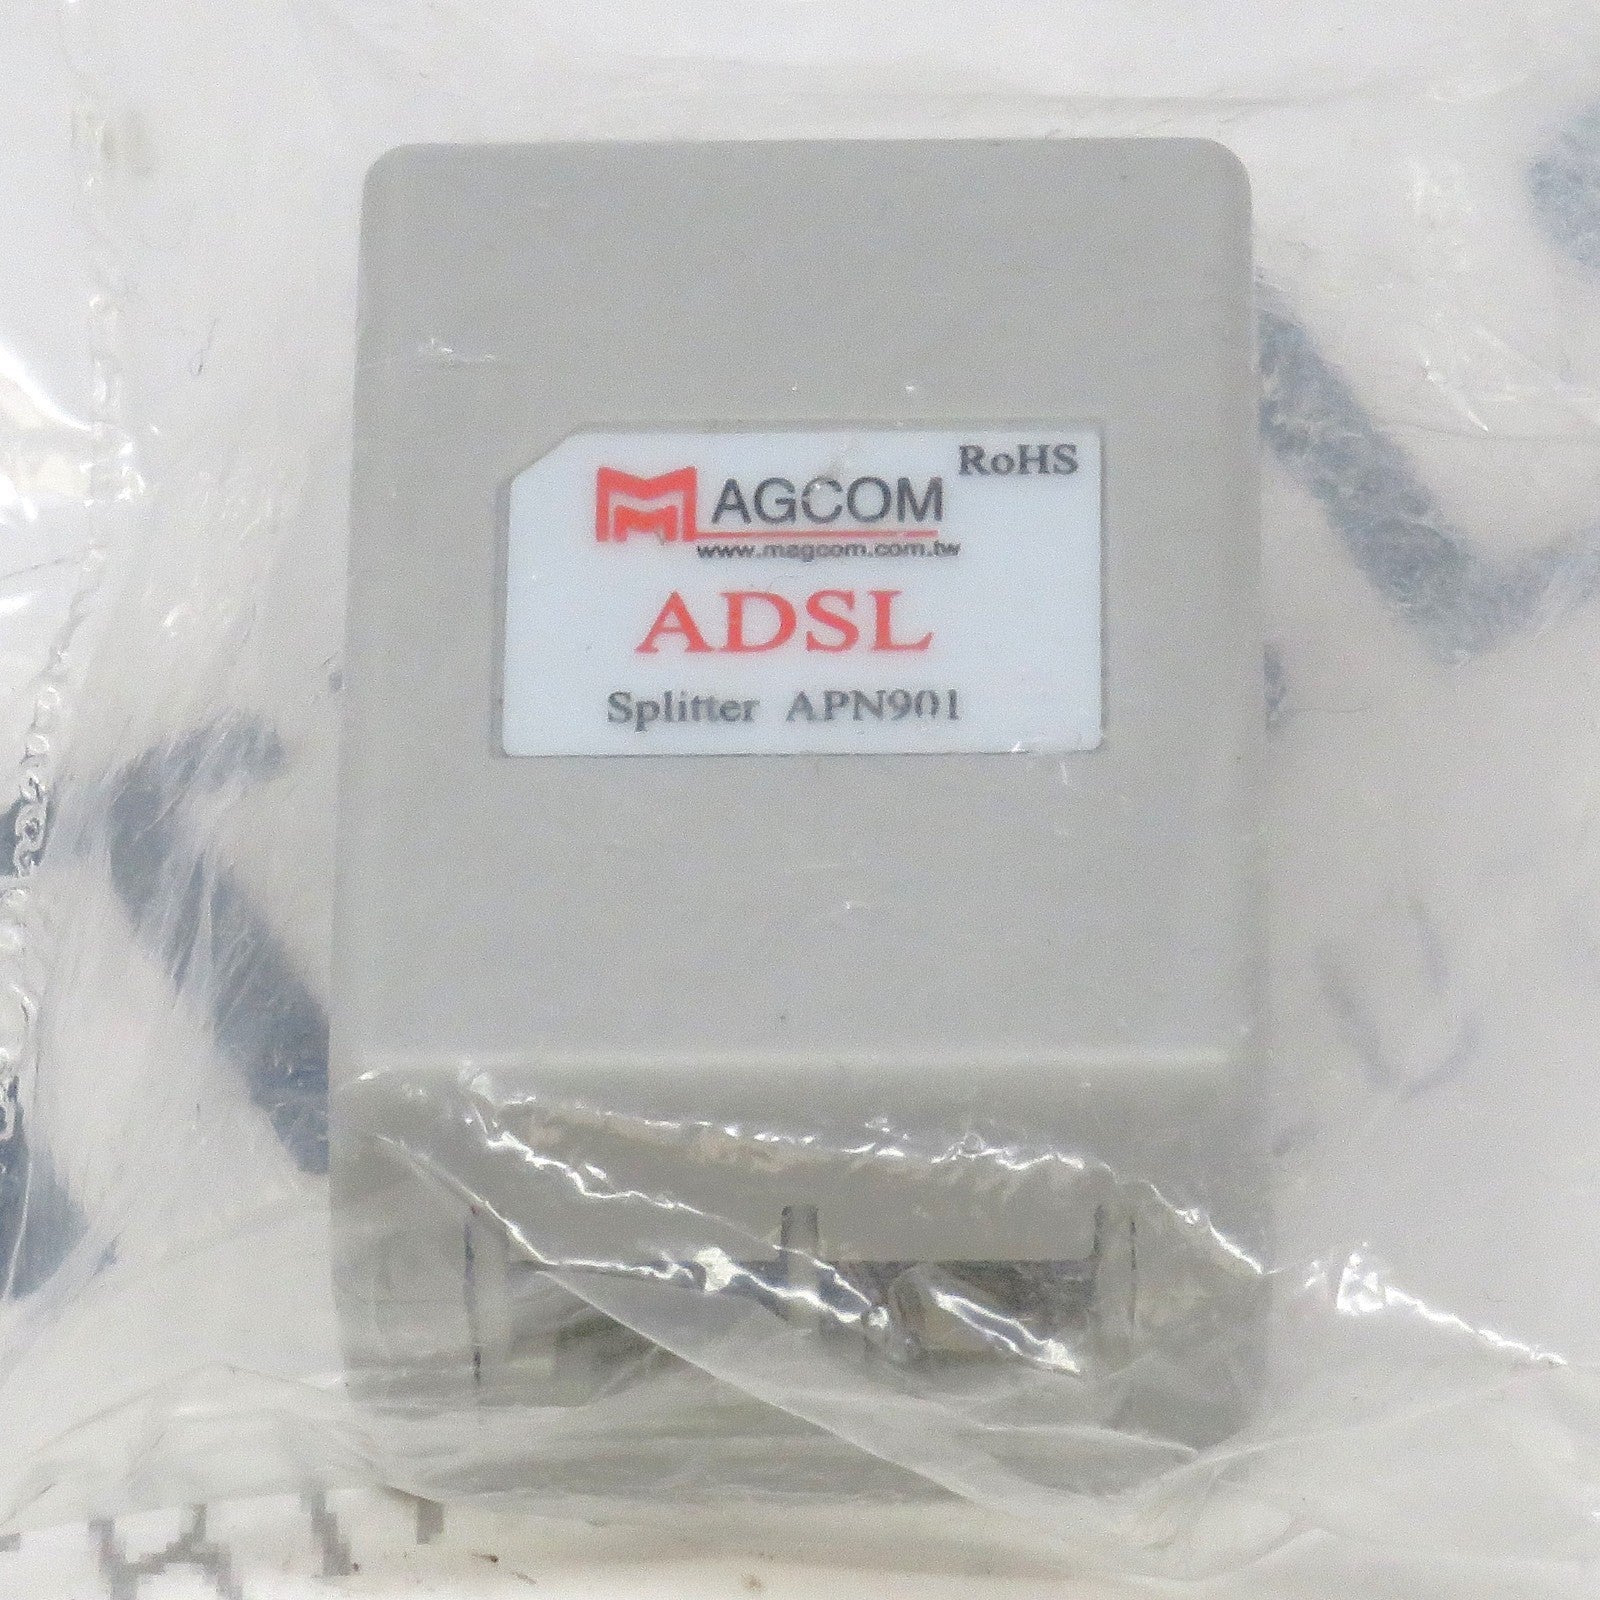 MAGCOM RoHS
www.magcom.com.tw
ADSL
Splitter APN901